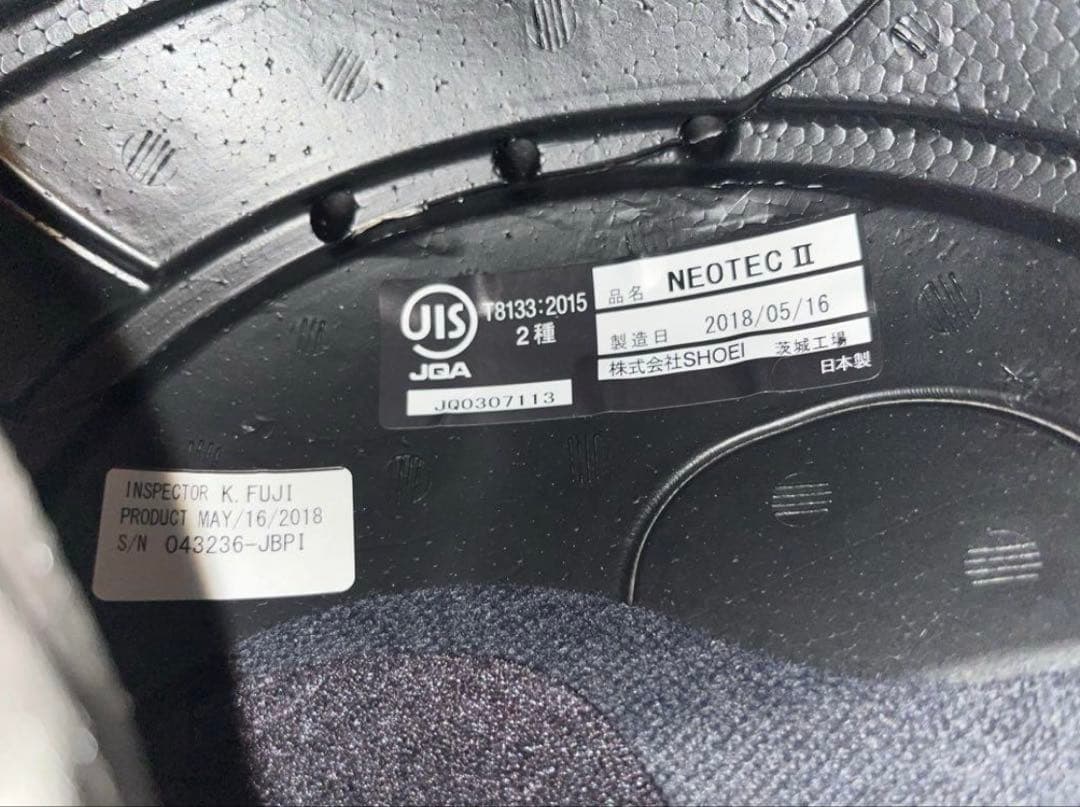 JIS
JQA
T8133:2015
2種
JQ0307113
品名 NEOTEC II
製造日 2018/05/16
株式会社SHOEI 茨城工場
日本製
INSPECTOR K. FUJI
PRODUCT MAY/16/2018
S/N 043236-JBPI